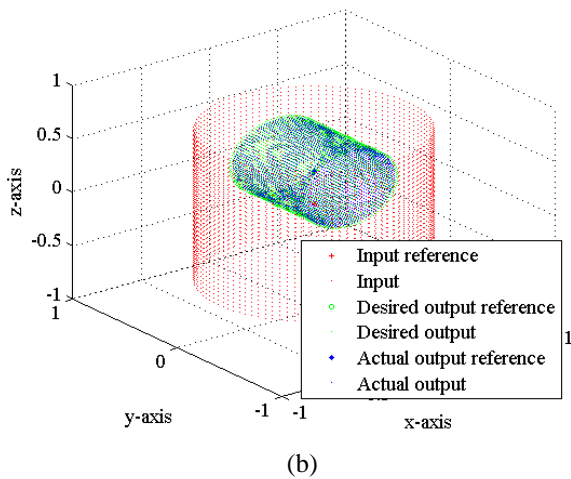 1
0.5
0
-0.5
-1
z-axis
1
0
-1
y-axis
-1
1
x-axis
Input reference
Input
Desired output reference
Desired output
Actual output reference
Actual output
(b)